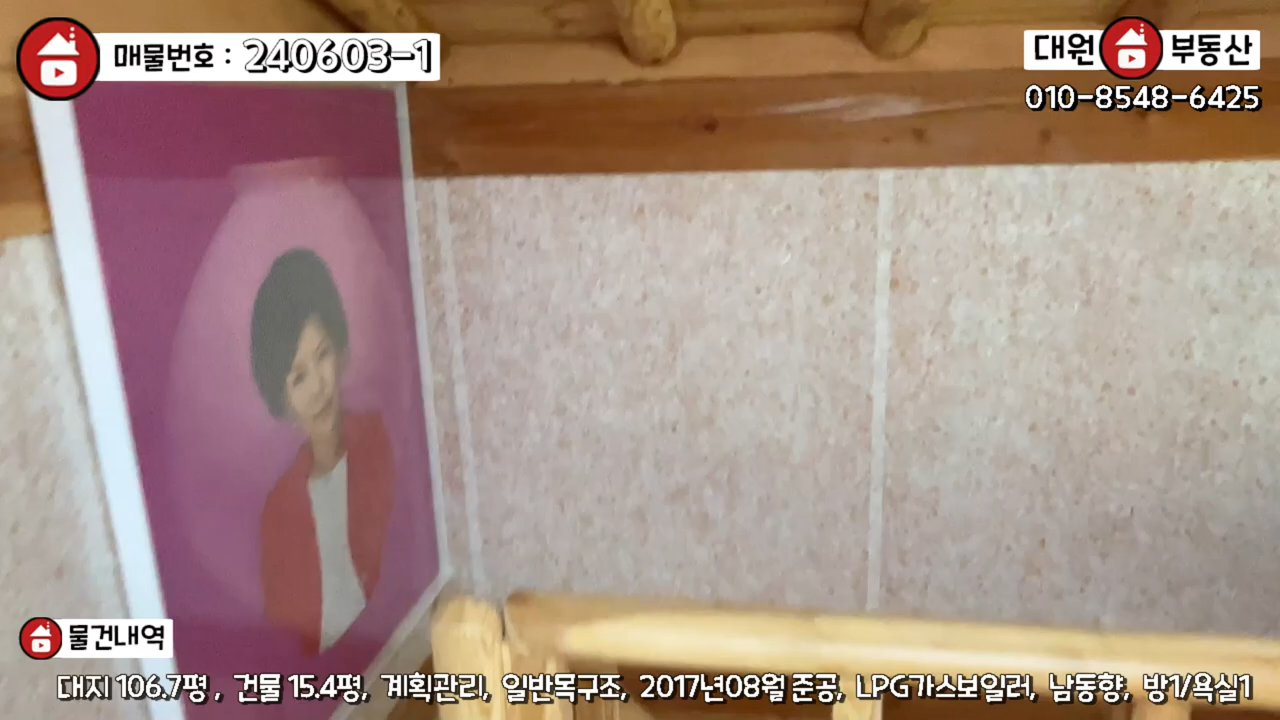 매물번호 : 240603-1
대원 부동산
010-8548-6425
물건내역
대지 106.7평, 건물 15.4평, 계획관리, 일반목구조, 2017년08월 준공, LPG가스보일러, 남동향, 방1/욕실1